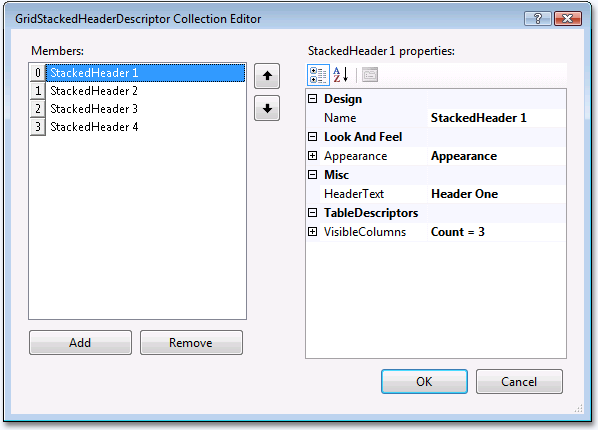 GridStackedHeaderDescriptor Collection Editor
Members:
0 StackedHeader 1
1 StackedHeader 2
2 StackedHeader 3
3 StackedHeader 4
Add Remove
StackedHeader 1 properties:
Design
Name StackedHeader 1
Look And Feel
Appearance Appearance
Misc
HeaderText Header One
TableDescriptors
VisibleColumns Count = 3
OK Cancel